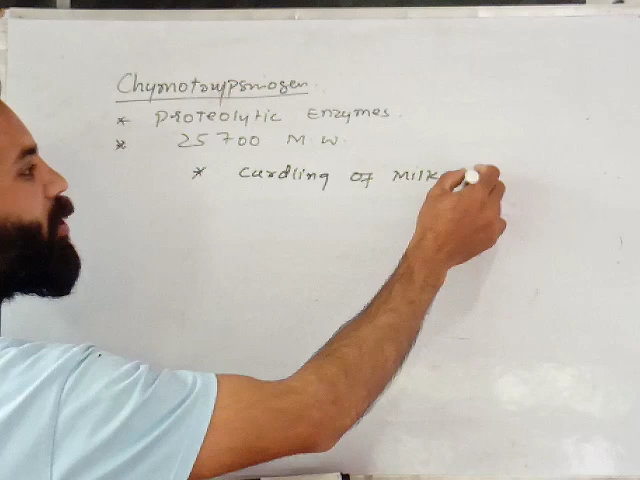 Chymotrypsinogen
* Proteolytic Enzymes.
* 25700 M W.
* Curdling of Milk